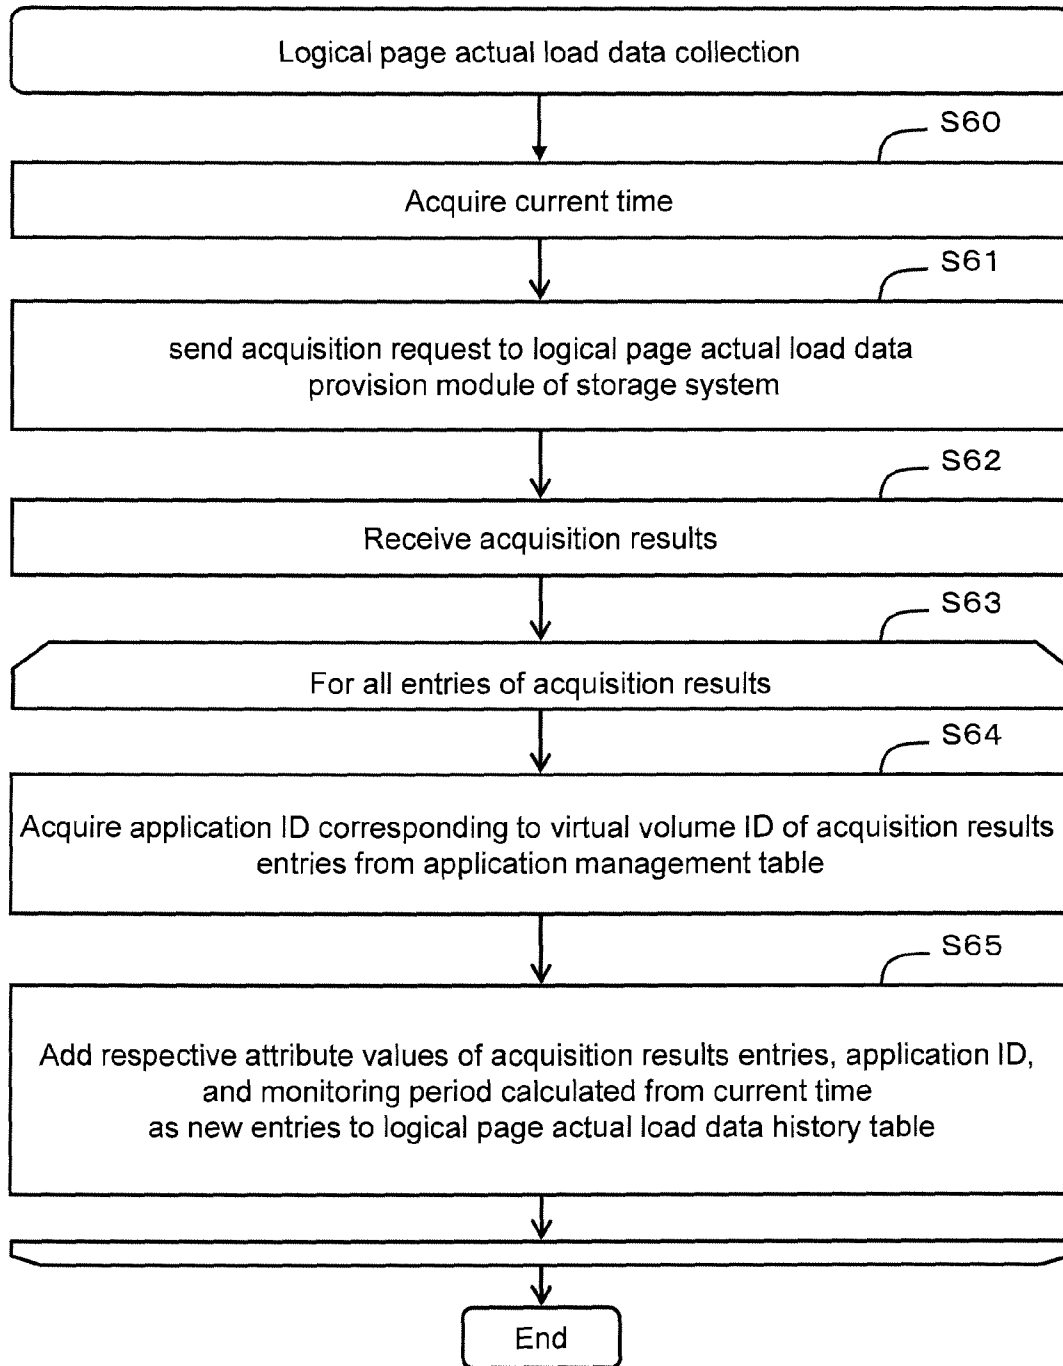 Logical page actual load data collection
S60
Acquire current time
S61
send acquisition request to logical page actual load data
provision module of storage system
S62
Receive acquisition results
S63
For all entries of acquisition results
S64
Acquire application ID corresponding to virtual volume ID of acquisition results
entries from application management table
S65
Add respective attribute values of acquisition results entries, application ID,
and monitoring period calculated from current time
as new entries to logical page actual load data history table
End